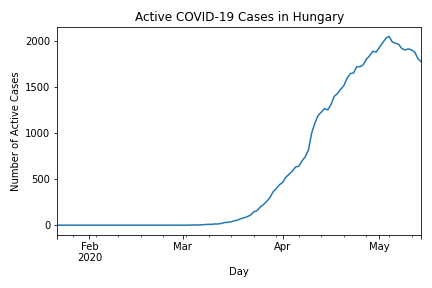 Active COVID-19 Cases in Hungary
Number of Active Cases
2000
1500
1000
500
0
Feb
2020
Mar
Apr
May
Day